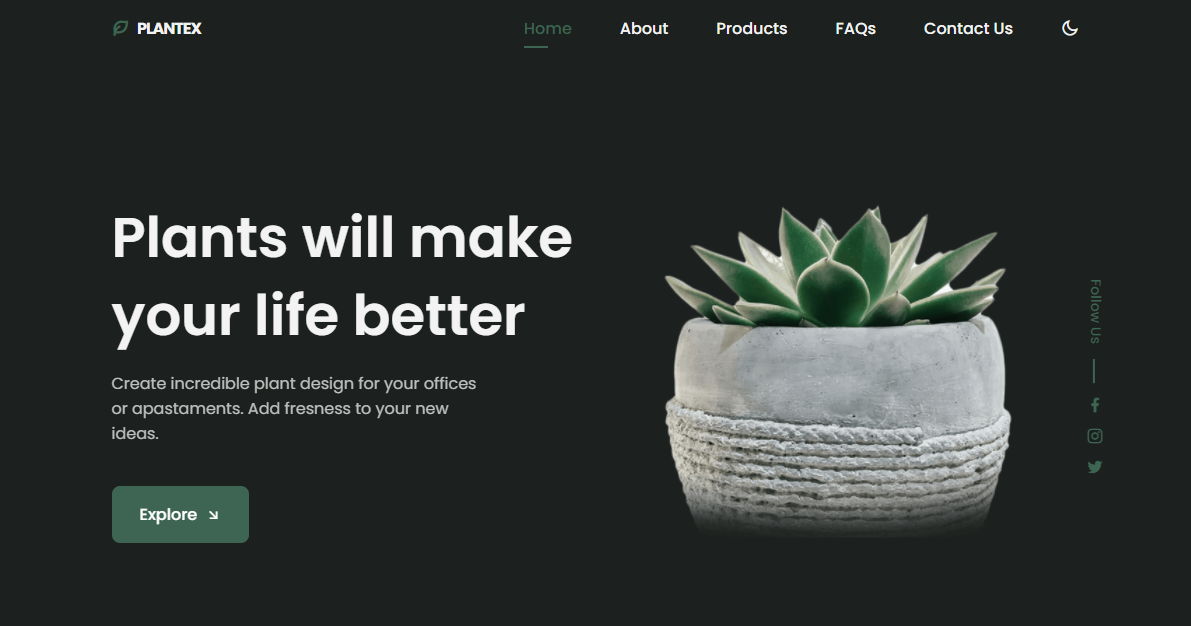 PLANTEX
Home About Products FAQs Contact Us
Plants will make
your life better
Create incredible plant design for your offices
or apastaments. Add fresness to your new
ideas.
Explore
Follow Us